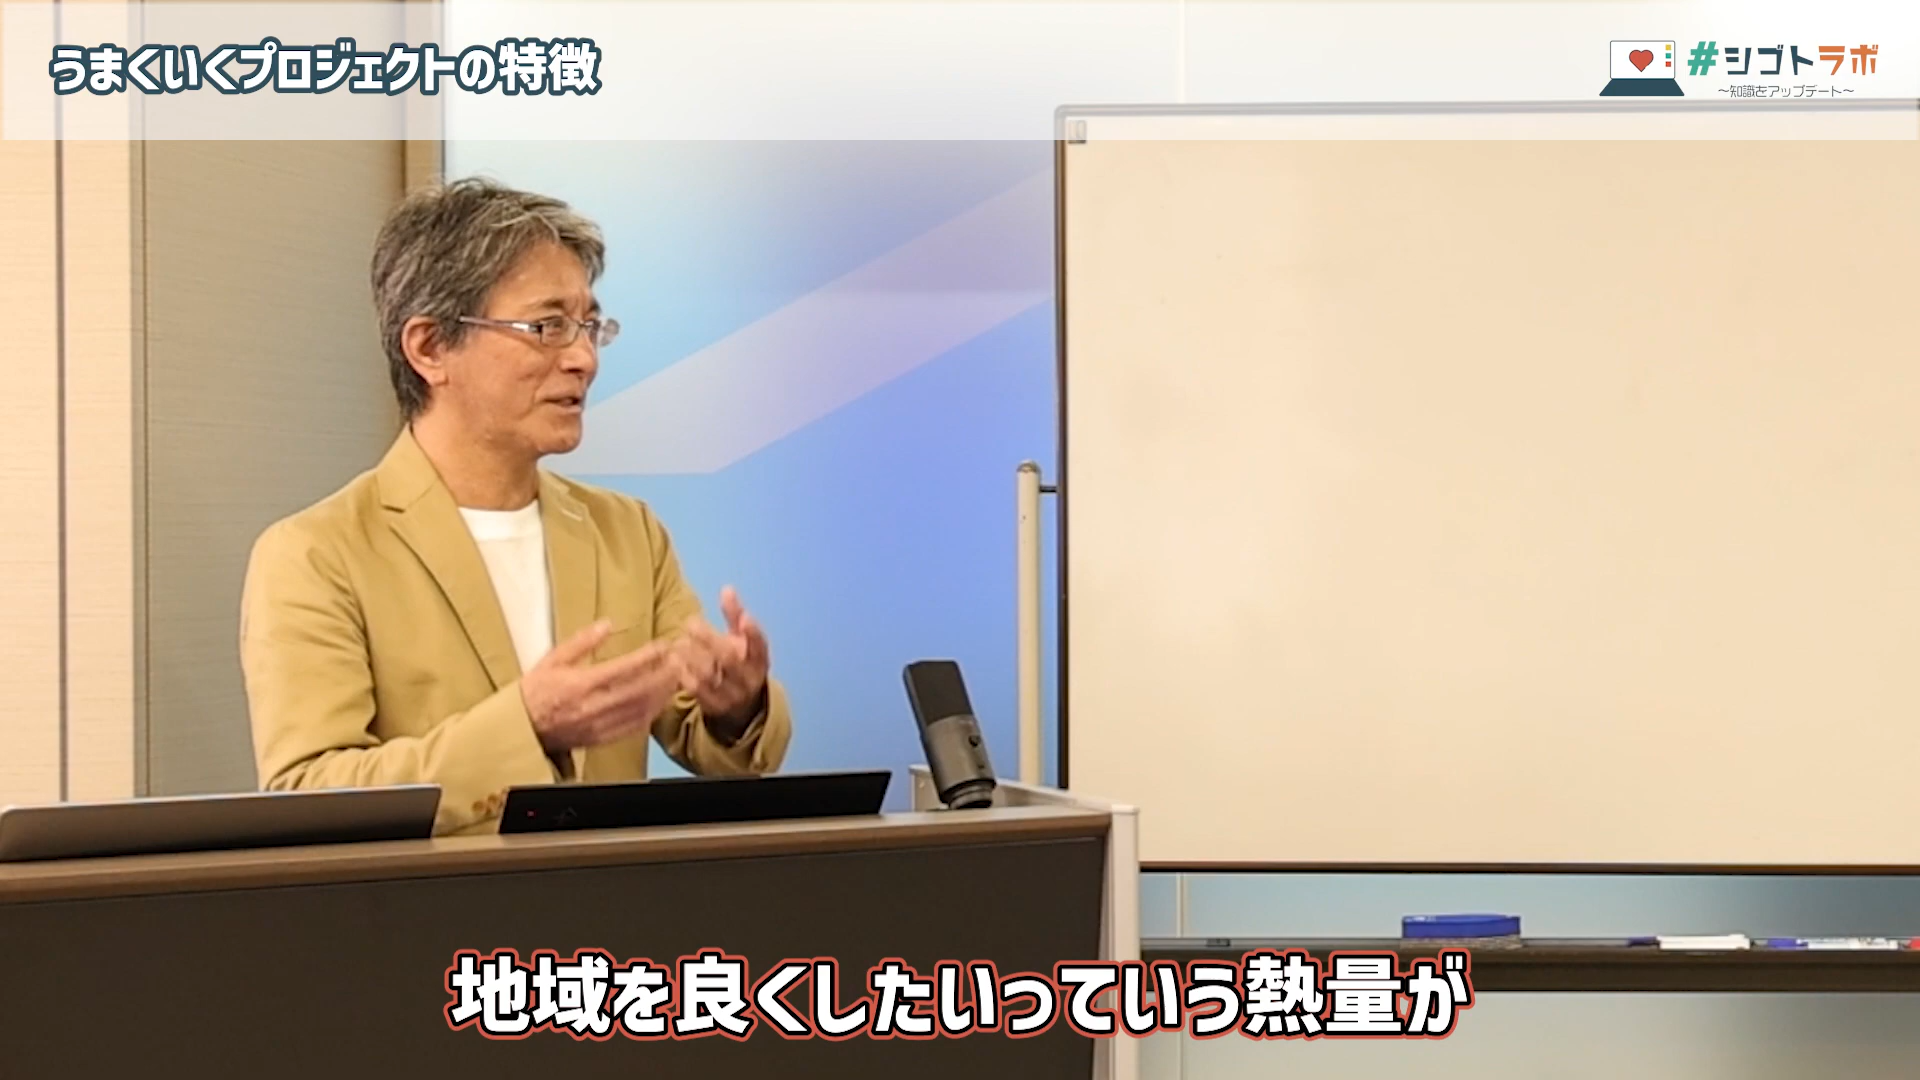 うまくいくプロジェクトの特徴
#シゴトラボ
〜知識をアップデート〜
地域を良くしたいっていう熱量が